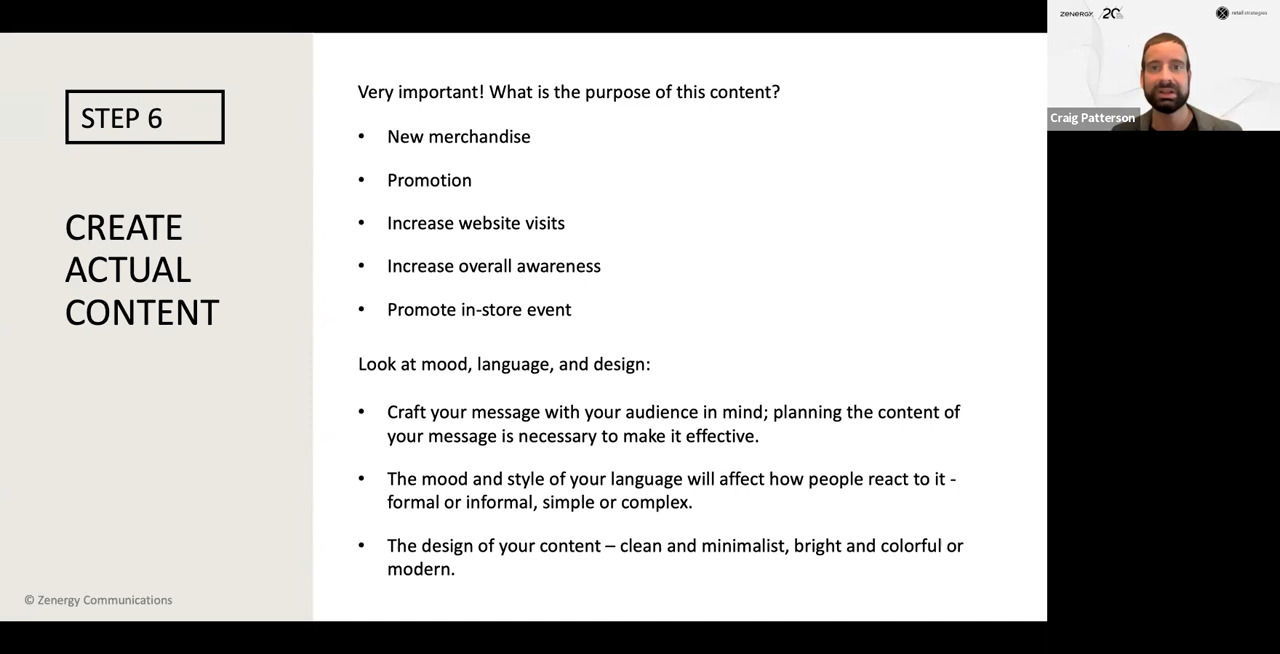 STEP 6
CREATE
ACTUAL
CONTENT
© Zenergy Communications
Very important! What is the purpose of this content?
• New merchandise
• Promotion
• Increase website visits
• Increase overall awareness
• Promote in-store event
Look at mood, language, and design:
• Craft your message with your audience in mind; planning the content of
your message is necessary to make it effective.
• The mood and style of your language will affect how people react to it -
formal or informal, simple or complex.
• The design of your content – clean and minimalist, bright and colorful or
modern.
ZENERGY 20
retail strategies
Craig Patterson